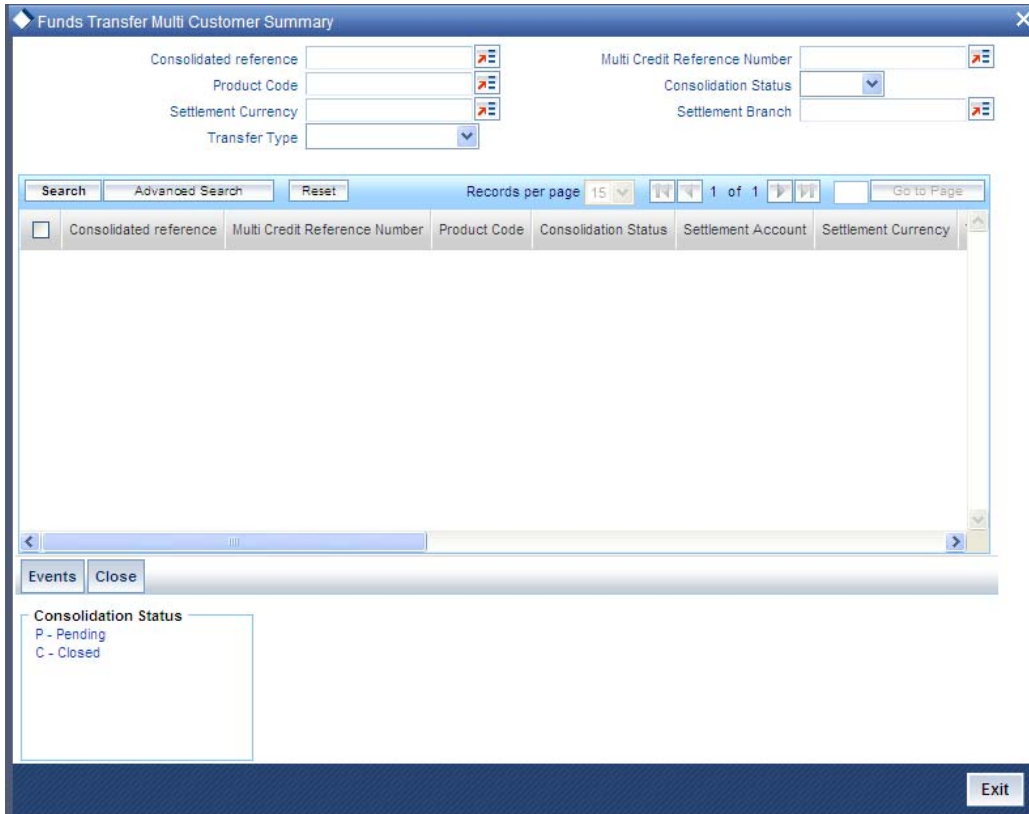 Funds Transfer Multi Customer Summary
Consolidated reference
Multi Credit Reference Number
Product Code
Consolidation Status
Settlement Currency
Settlement Branch
Transfer Type
Search Advanced Search Reset Records per page 15 1 of 1 Go to Page
Consolidated reference Multi Credit Reference Number Product Code Consolidation Status Settlement Account Settlement Currency
Events Close
Consolidation Status
P - Pending
C - Closed
Exit